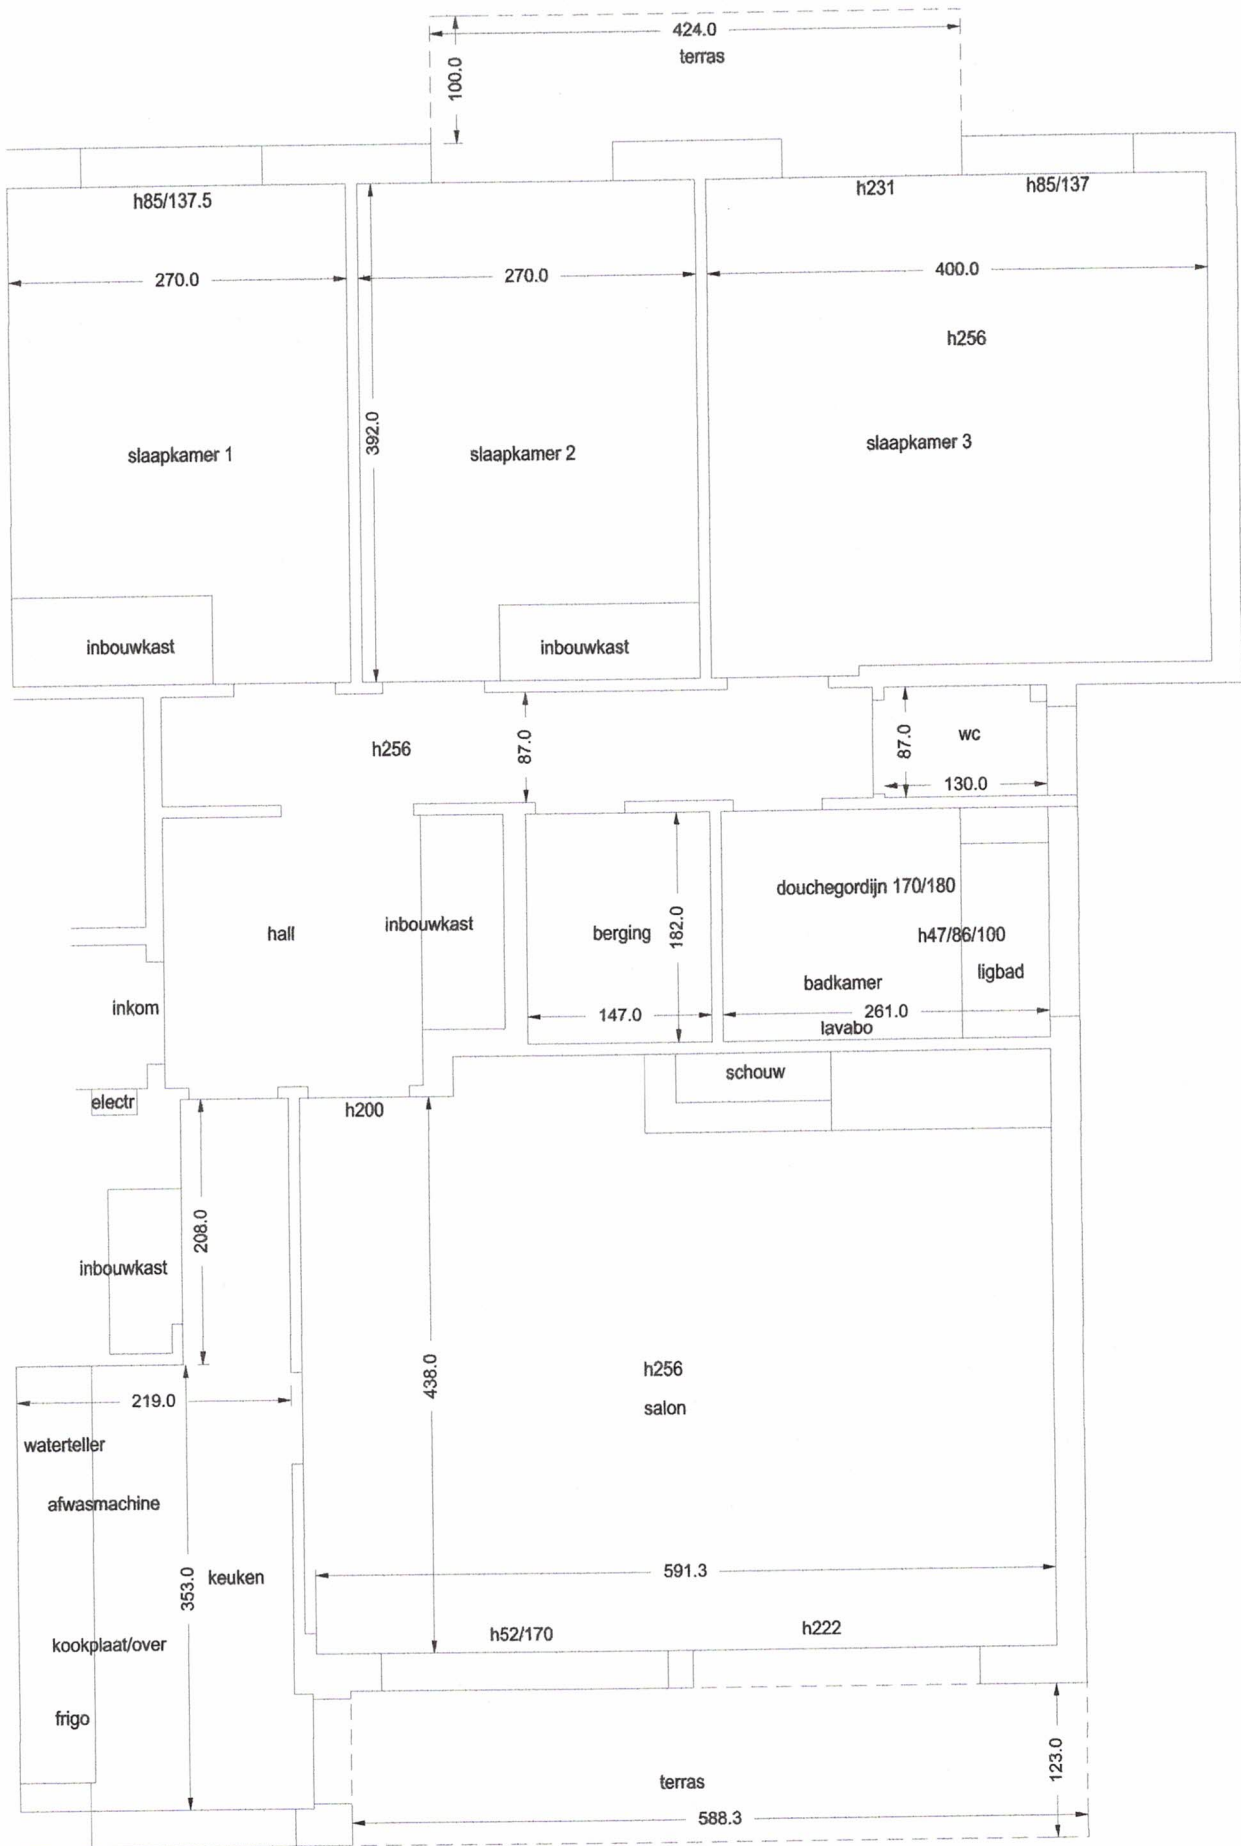 424.0
terras
100.0
h85/137.5
h231
h85/137
270.0
270.0
400.0
h256
392.0
slaapkamer 1
slaapkamer 2
slaapkamer 3
inbouwkast
inbouwkast
h256
87.0
87.0
wc
130.0
douchegordijn 170/180
hall
inbouwkast
berging
182.0
h47/86/100
ligbad
badkamer
inkom
147.0
261.0
lavabo
schouw
electr
h200
208.0
inbouwkast
438.0
h256
salon
219.0
waterteller
afwasmachine
353.0
keuken
591.3
kookplaat/over
h52/170
h222
frigo
123.0
terras
588.3